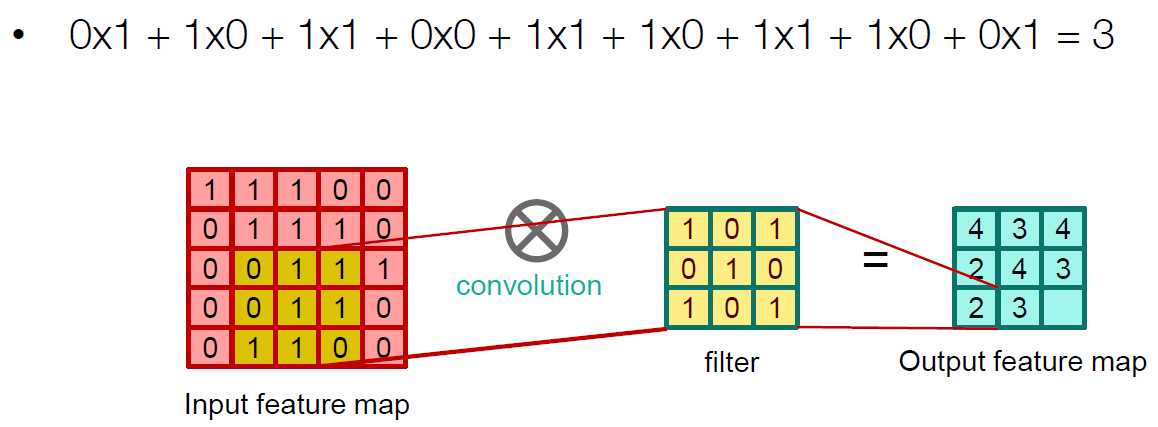 • 0x1 + 1x0 + 1x1 + 0x0 + 1x1 + 1x0 + 1x1 + 1x0 + 0x1 = 3
1 1 1 0 0
0 1 1 1 0
0 0 1 1 1
0 0 1 1 0
0 1 1 0 0
Input feature map
convolution
1 0 1
0 1 0
1 0 1
filter
=
4 3 4
2 4 3
2 3
Output feature map